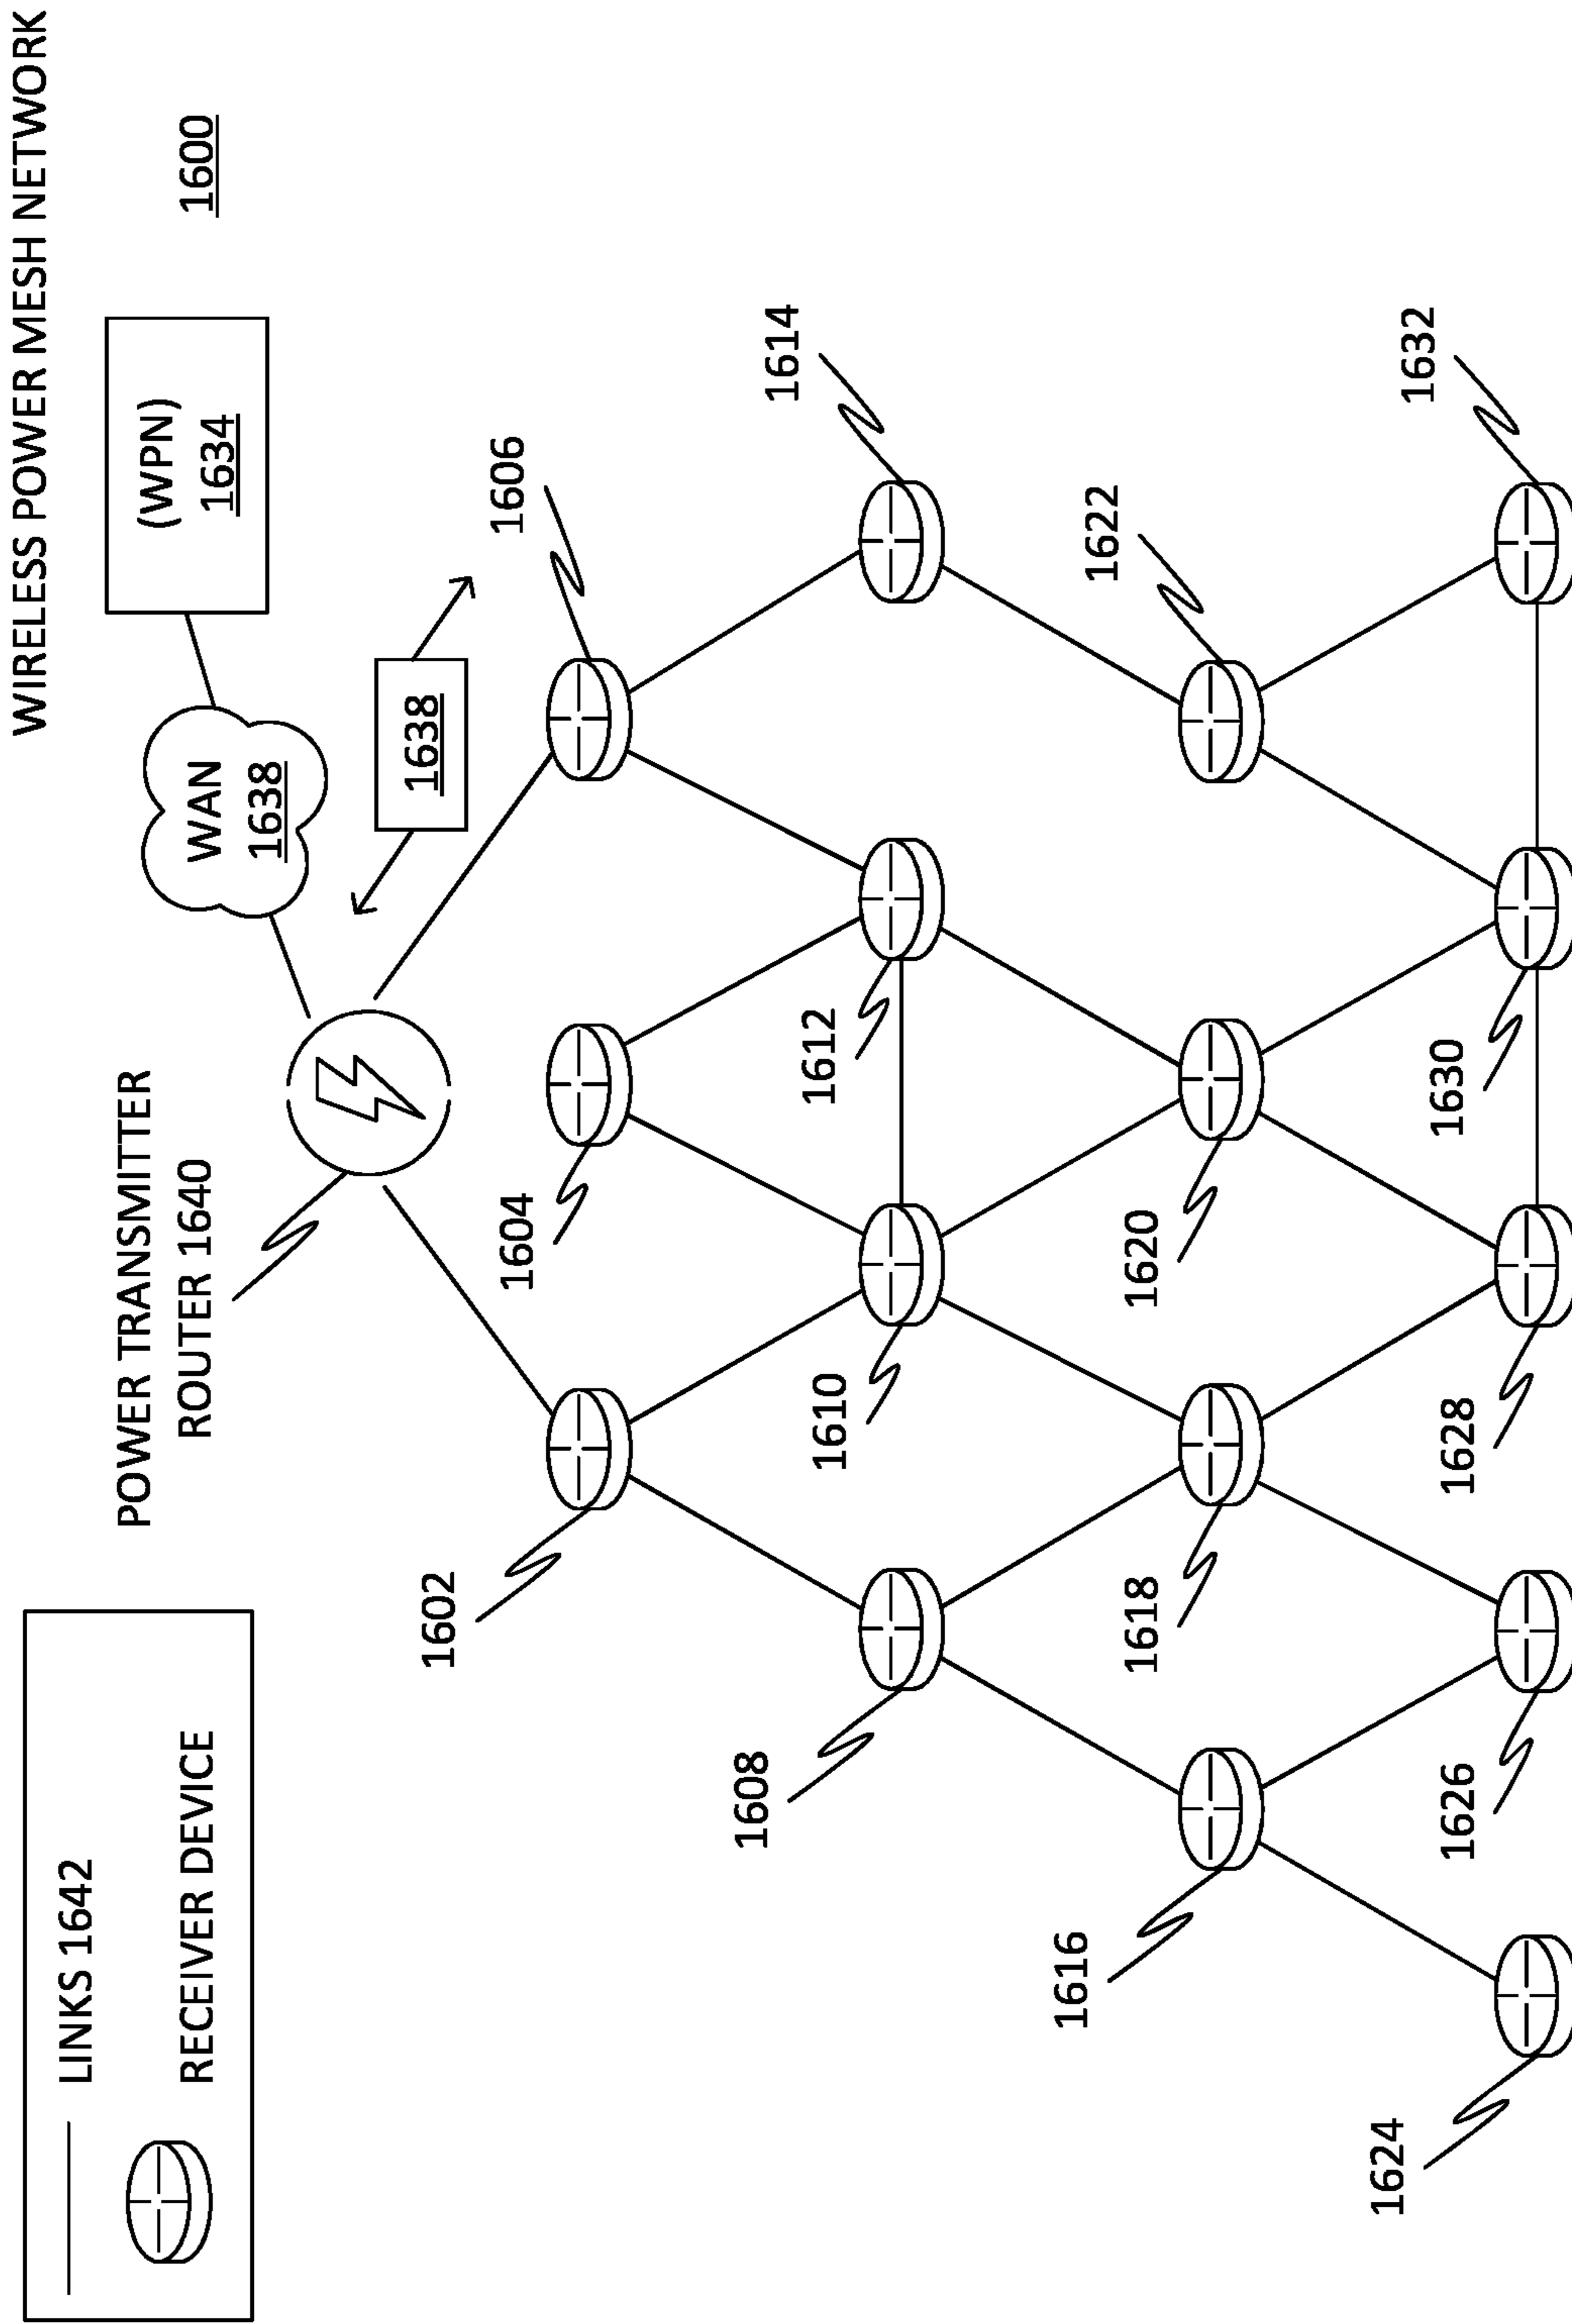 WIRELESS POWER MESH NETWORK
1600
LINKS 1642
RECEIVER DEVICE
POWER TRANSMITTER
ROUTER 1640
WAN
1638
(WPN)
1634
1638
1602
1604
1606
1608
1610
1612
1614
1616
1618
1620
1622
1624
1626
1628
1630
1632